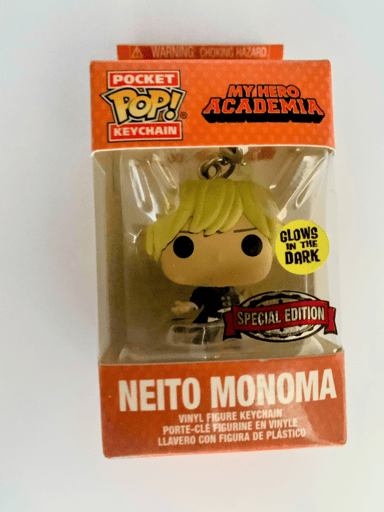 WARNING: CHOKING HAZARD.
POCKET
POP!®
KEYCHAIN
MY HERO
ACADEMIA
GLOWS
IN THE
DARK
SPECIAL EDITION
NEITO MONOMA
VINYL FIGURE KEYCHAIN
PORTE-CLÉ FIGURINE EN VINYLE
LLAVERO CON FIGURA DE PLÁSTICO